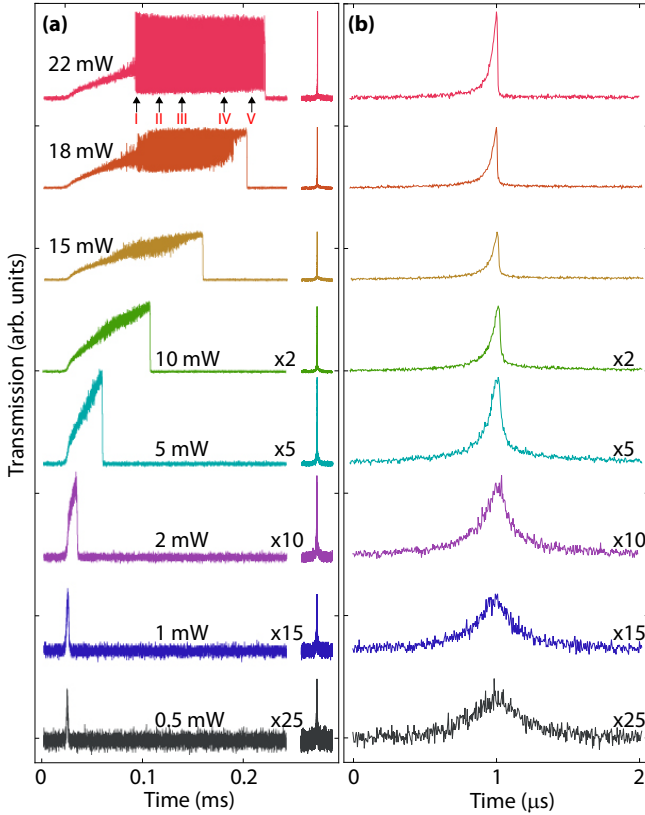 (a)
22 mW
I II III IV V
18 mW
15 mW
10 mW x2
5 mW x5
2 mW x10
1 mW x15
0.5 mW x25
0 0.1 0.2
Time (ms)
Transmission (arb. units)
(b)
x2
x5
x10
x15
x25
0 1 2
Time (μs)